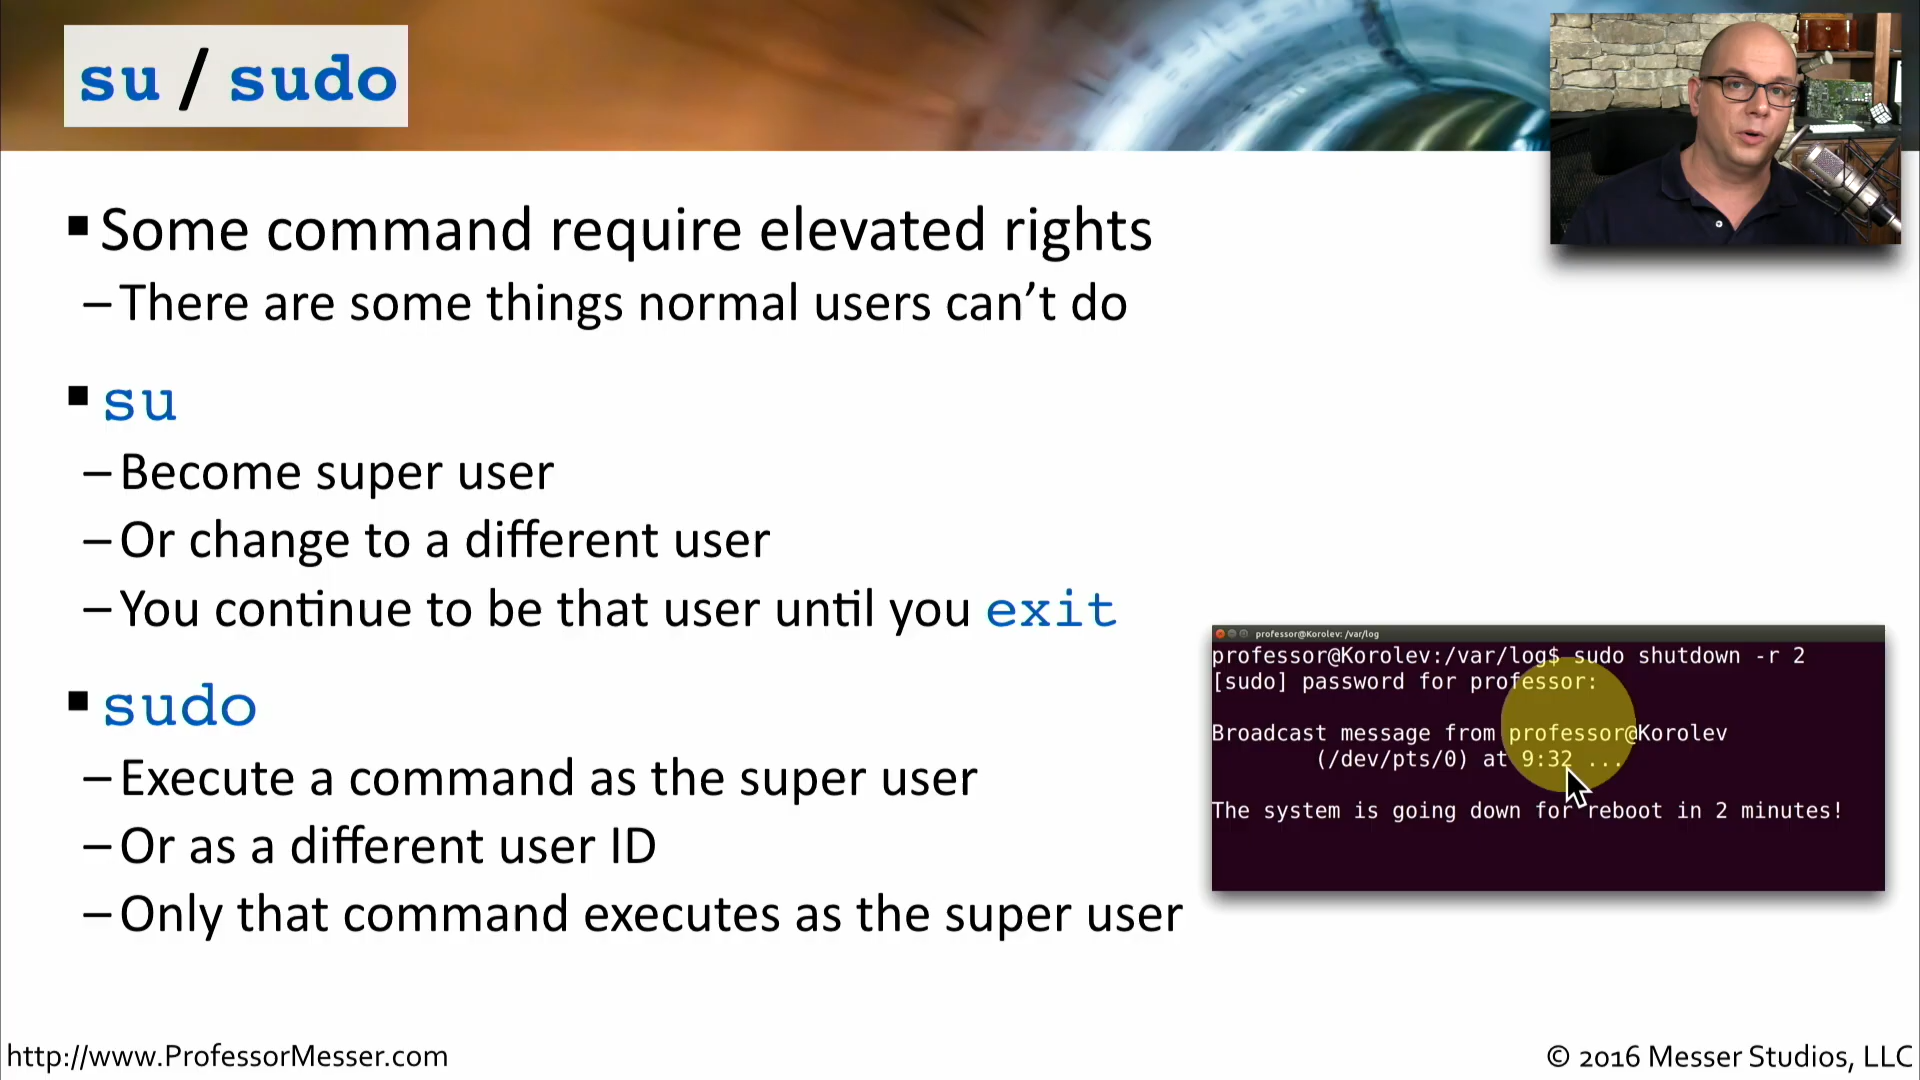 su / sudo
▪ Some command require elevated rights
– There are some things normal users can’t do
▪ su
– Become super user
– Or change to a different user
– You continue to be that user until you exit
▪ sudo
– Execute a command as the super user
– Or as a different user ID
– Only that command executes as the super user
professor@Korolev: /var/log
professor@Korolev:/var/log$ sudo shutdown -r 2
[sudo] password for professor:
Broadcast message from professor@Korolev
(/dev/pts/0) at 9:32 ...
The system is going down for reboot in 2 minutes!
http://www.ProfessorMesser.com
© 2016 Messer Studios, LLC